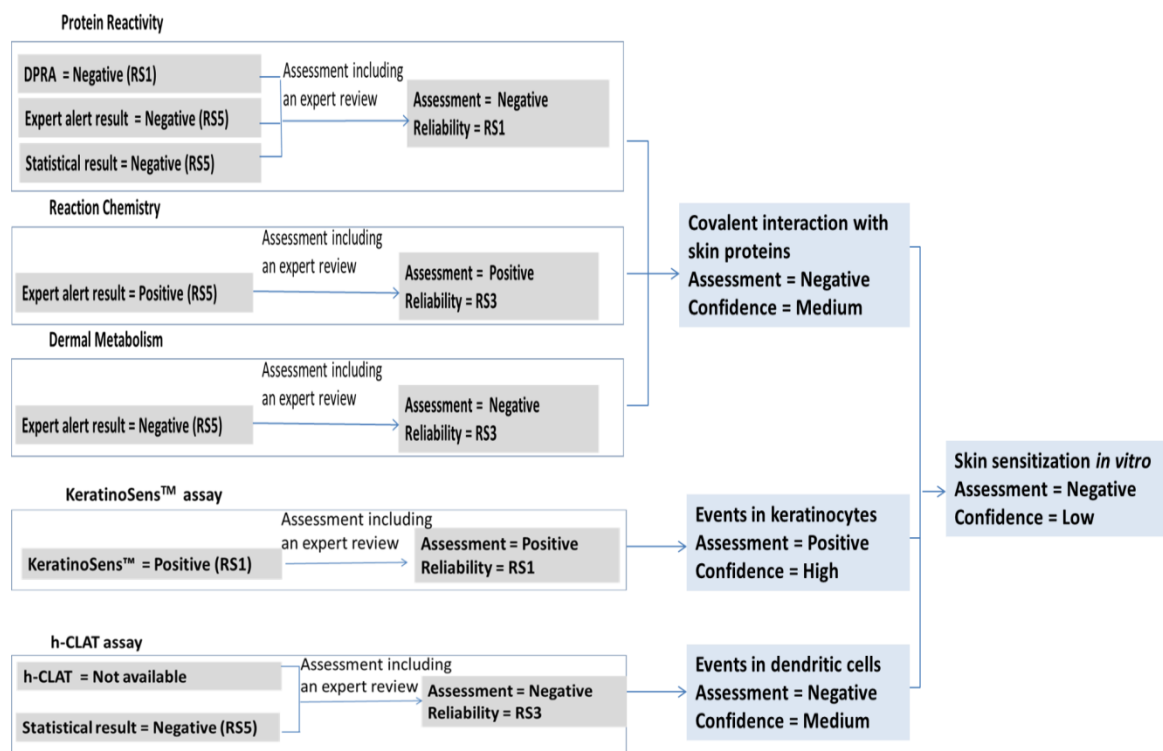 Protein Reactivity
DPRA = Negative (RS1)
Expert alert result = Negative (RS5)
Statistical result = Negative (RS5)
Assessment including
an expert review
Assessment = Negative
Reliability = RS1
Reaction Chemistry
Expert alert result = Positive (RS5)
Assessment including
an expert review
Assessment = Positive
Reliability = RS3
Dermal Metabolism
Expert alert result = Negative (RS5)
Assessment including
an expert review
Assessment = Negative
Reliability = RS3
Covalent interaction with
skin proteins
Assessment = Negative
Confidence = Medium
KeratinoSens™ assay
KeratinoSens™ = Positive (RS1)
Assessment including
an expert review
Assessment = Positive
Reliability = RS1
Events in keratinocytes
Assessment = Positive
Confidence = High
h-CLAT assay
h-CLAT = Not available
Statistical result = Negative (RS5)
Assessment including
an expert review
Assessment = Negative
Reliability = RS3
Events in dendritic cells
Assessment = Negative
Confidence = Medium
Skin sensitization in vitro
Assessment = Negative
Confidence = Low